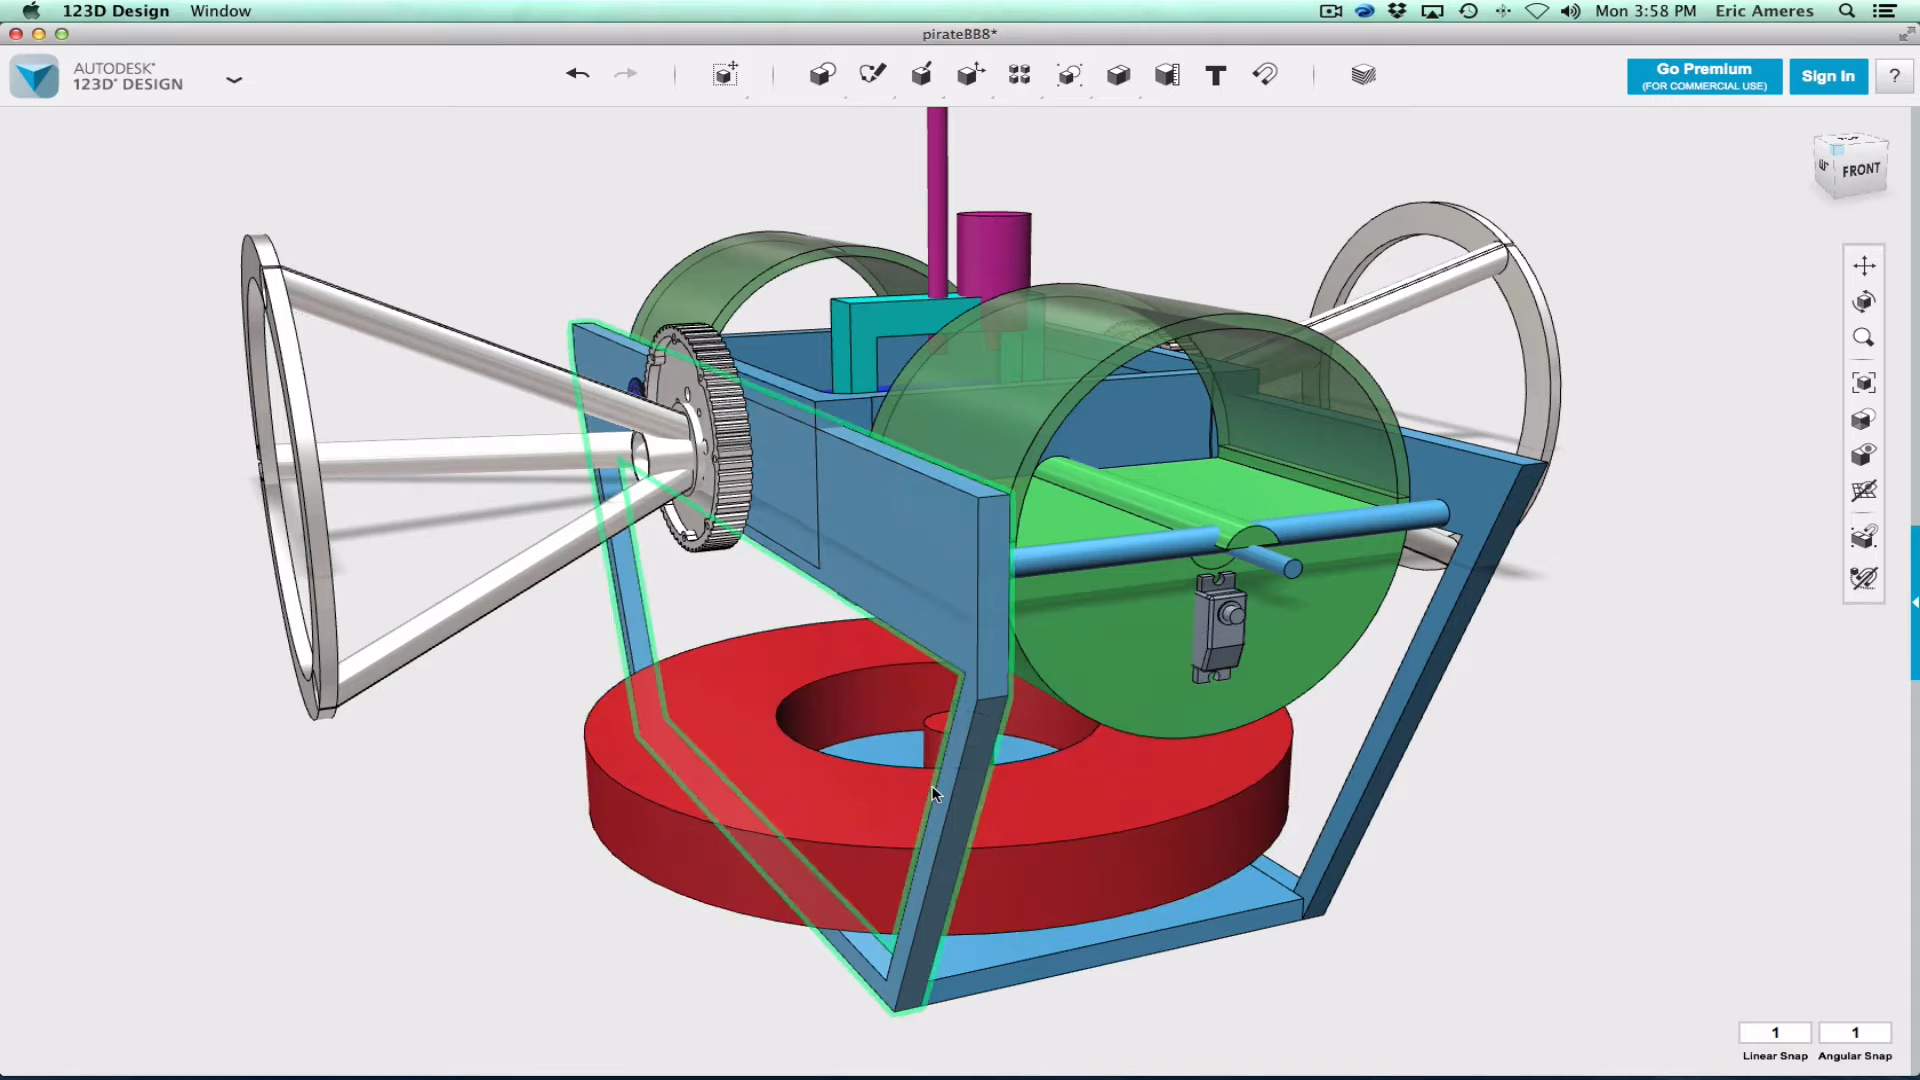 123D Design Window
Mon 3:58 PM Eric Ameres
pirateBB8*
AUTODESK®
123D® DESIGN
T
Go Premium
(FOR COMMERCIAL USE)
Sign In
?
FRONT
1
1
Linear Snap
Angular Snap